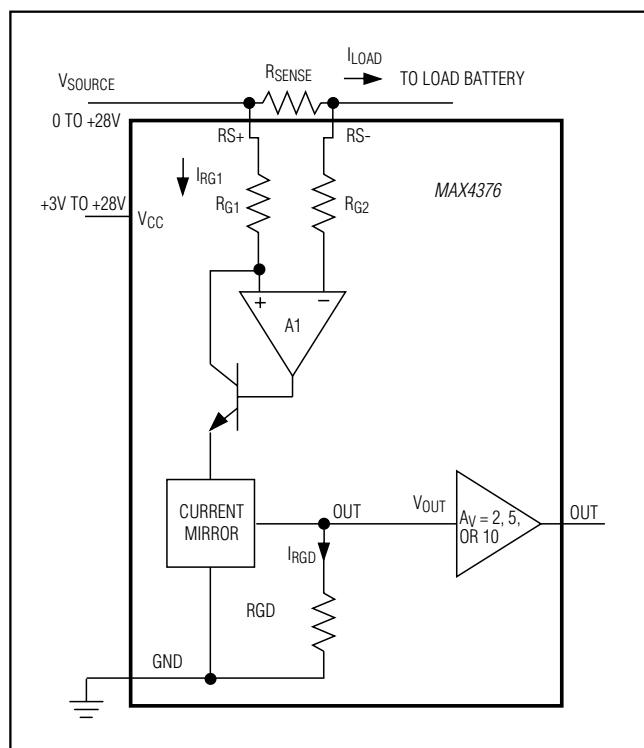 ILOAD
RSENSE
VSOURCE
TO LOAD BATTERY
0 TO +28V
RS+
RS-
IRG1
MAX4376
RG1
RG2
+3V TO +28V
VCC
+
−
A1
CURRENT
MIRROR
OUT
VOUT
AV = 2, 5,
OR 10
OUT
IRGD
RGD
GND